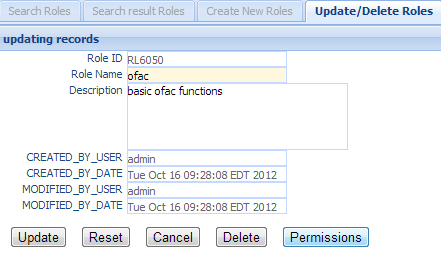 Search Roles Search result Roles Create New Roles Update/Delete Roles
updating records
Role ID RL6050
Role Name ofac
Description basic ofac functions
CREATED_BY_USER admin
CREATED_BY_DATE Tue Oct 16 09:28:08 EDT 2012
MODIFIED_BY_USER admin
MODIFIED_BY_DATE Tue Oct 16 09:28:08 EDT 2012
Update Reset Cancel Delete Permissions